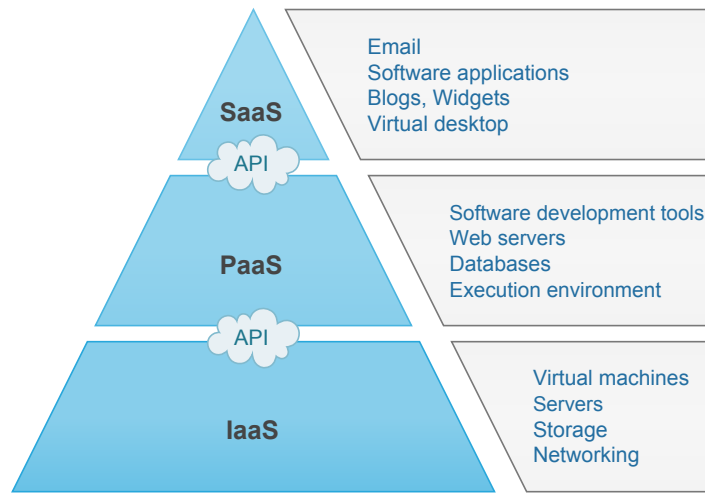 SaaS
Email
Software applications
Blogs, Widgets
Virtual desktop
API
PaaS
Software development tools
Web servers
Databases
Execution environment
API
IaaS
Virtual machines
Servers
Storage
Networking